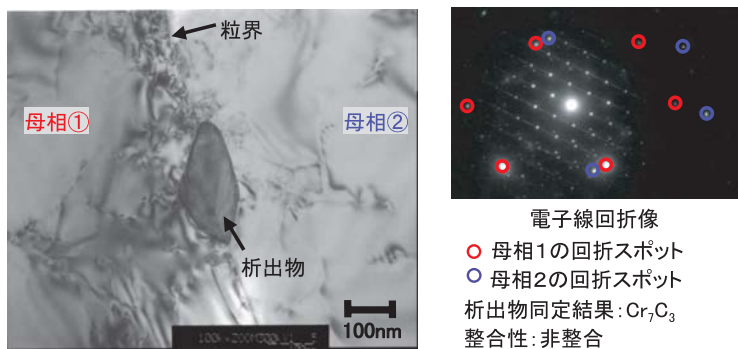 粒界
母相①
母相②
析出物
100nm
電子線回折像
母相1の回折スポット
母相2の回折スポット
析出物同定結果:Cr₇C₃
整合性:非整合